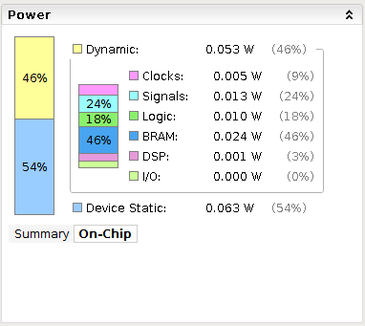 Power
Dynamic: 0.053 W (46%)
46%
Clocks: 0.005 W (9%)
24% Signals: 0.013 W (24%)
18% Logic: 0.010 W (18%)
46% BRAM: 0.024 W (46%)
DSP: 0.001 W (3%)
54%
I/O: 0.000 W (0%)
Device Static: 0.063 W (54%)
Summary On-Chip